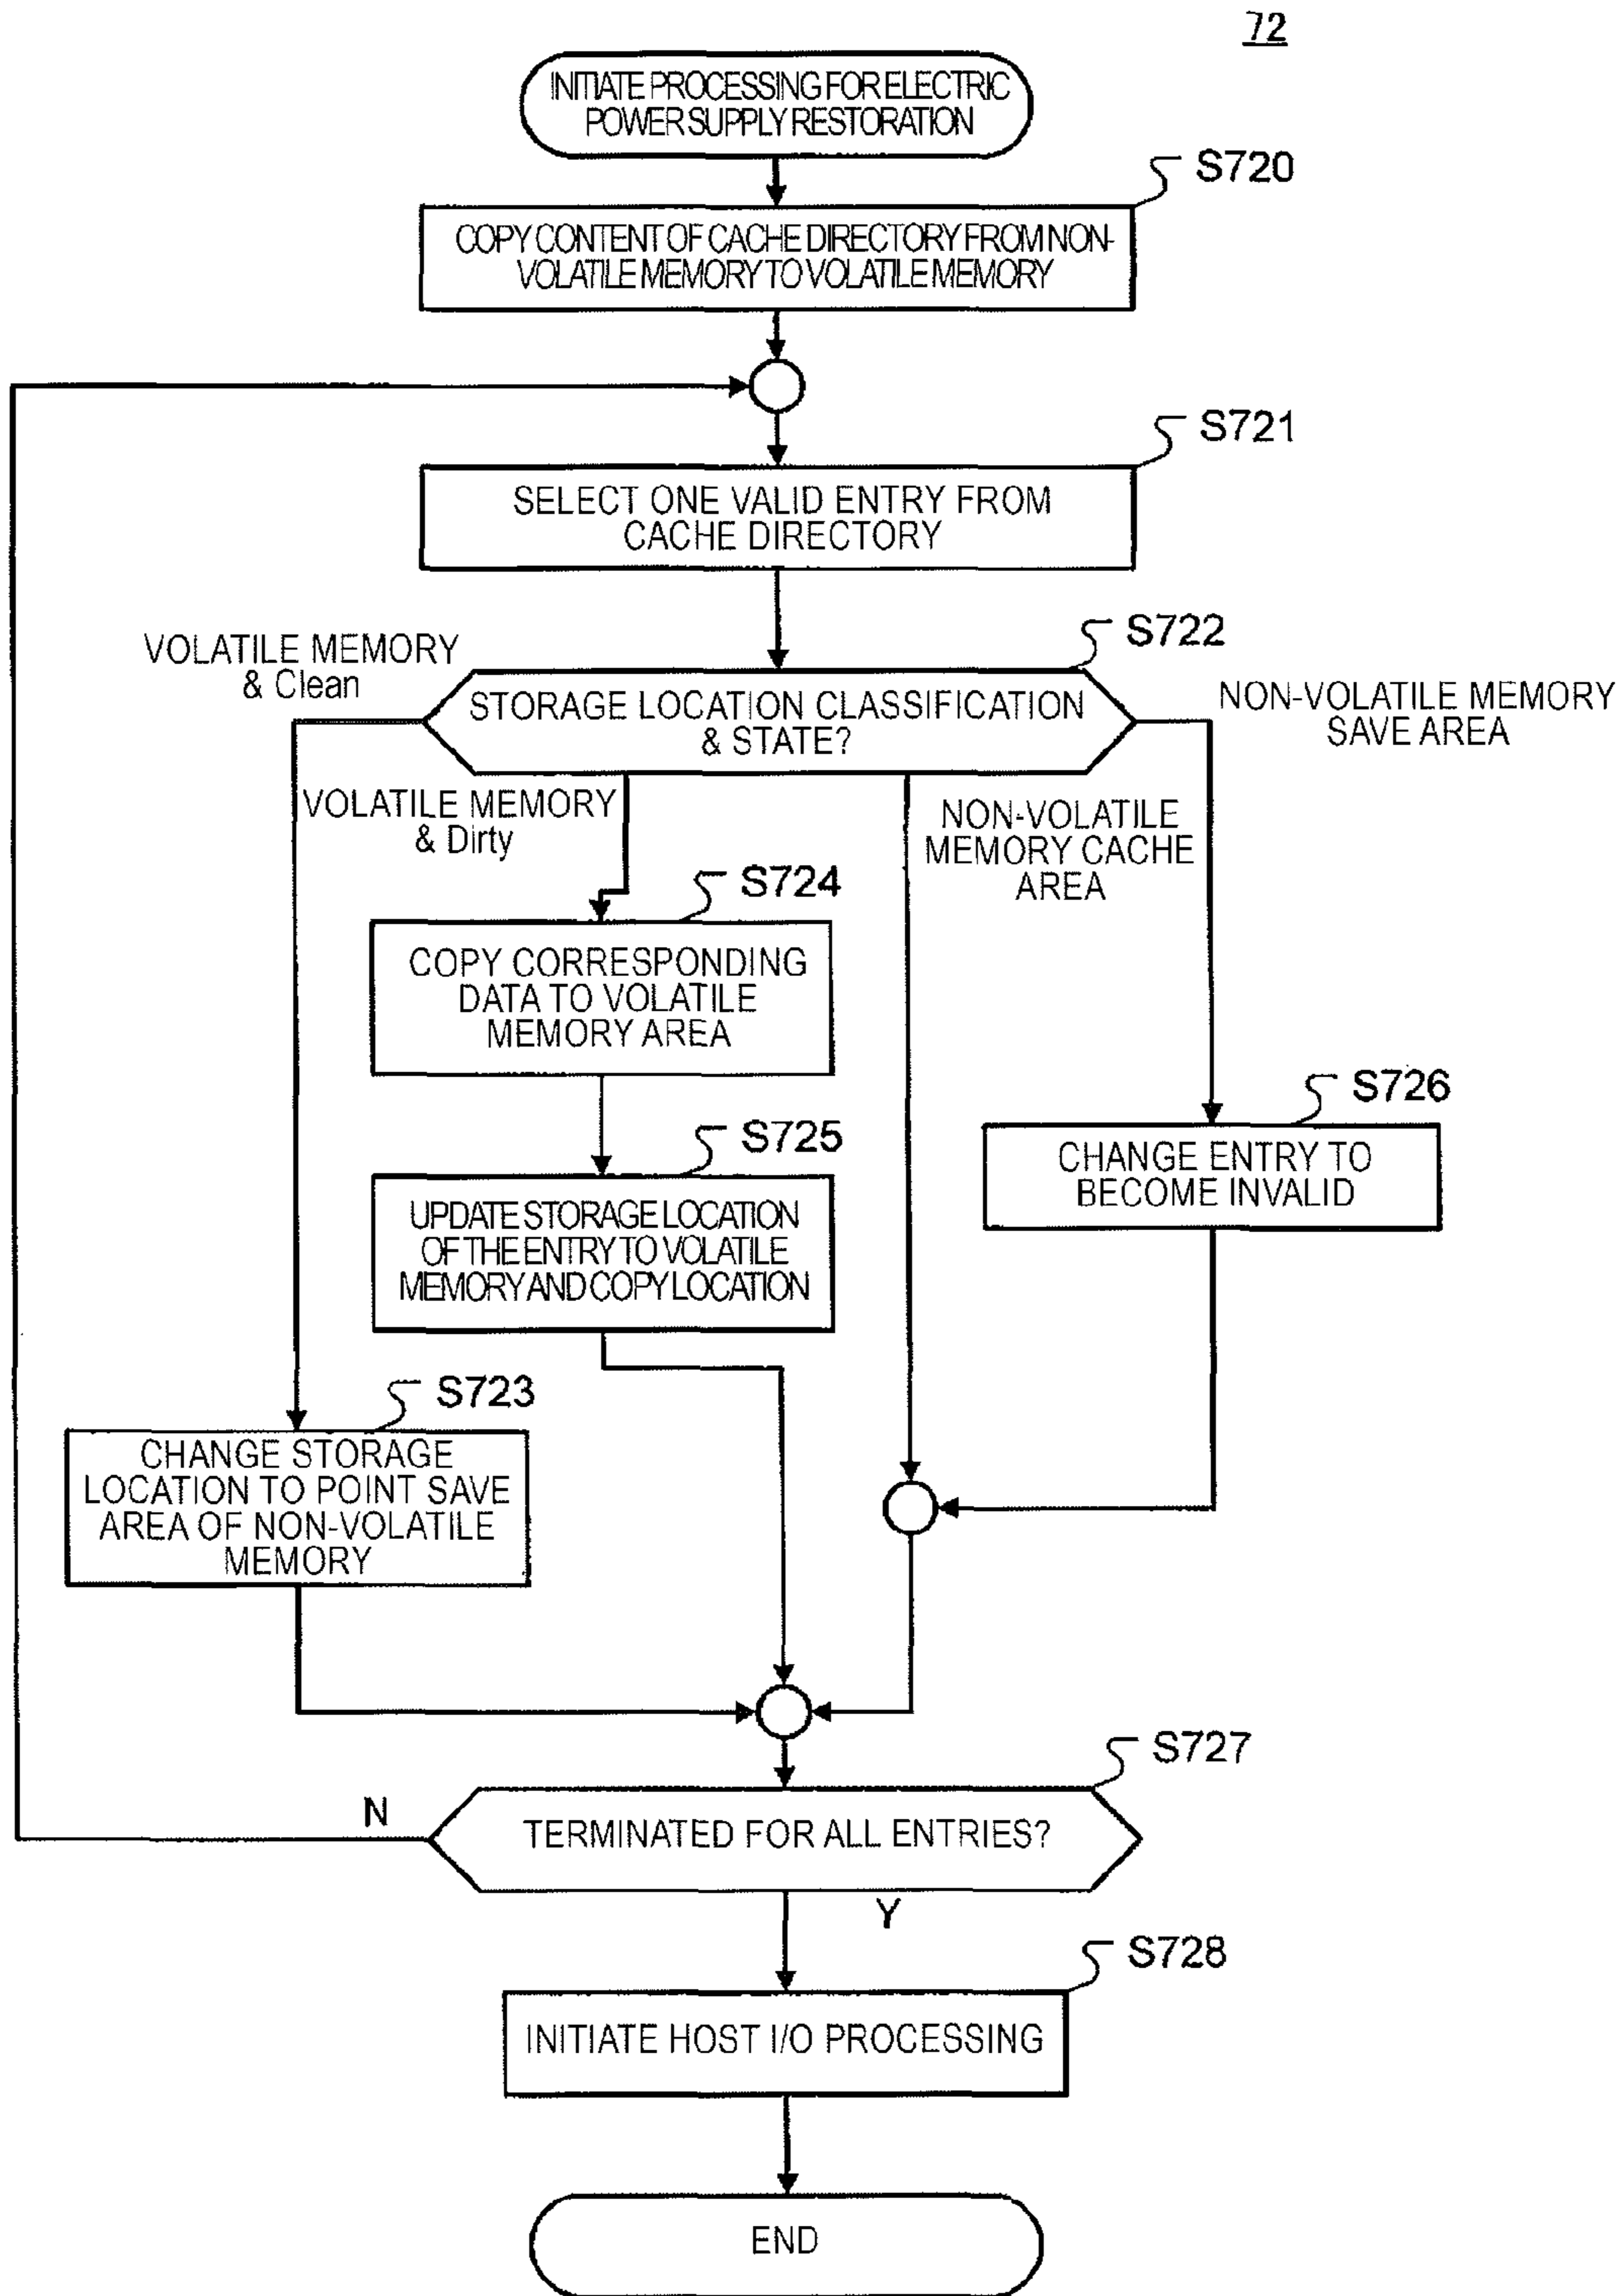 72
INITIATE PROCESSING FOR ELECTRIC
POWER SUPPLY RESTORATION
S720
COPY CONTENT OF CACHE DIRECTORY FROM NON-
VOLATILE MEMORY TO VOLATILE MEMORY
S721
SELECT ONE VALID ENTRY FROM
CACHE DIRECTORY
S722
VOLATILE MEMORY
& Clean
STORAGE LOCATION CLASSIFICATION
& STATE?
NON-VOLATILE MEMORY
SAVE AREA
VOLATILE MEMORY
& Dirty
NON-VOLATILE
MEMORY CACHE
AREA
S724
COPY CORRESPONDING
DATA TO VOLATILE
MEMORY AREA
S726
CHANGE ENTRY TO
BECOME INVALID
S725
UPDATE STORAGE LOCATION
OF THE ENTRY TO VOLATILE
MEMORY AND COPY LOCATION
S723
CHANGE STORAGE
LOCATION TO POINT SAVE
AREA OF NON-VOLATILE
MEMORY
S727
N
TERMINATED FOR ALL ENTRIES?
Y
S728
INITIATE HOST I/O PROCESSING
END